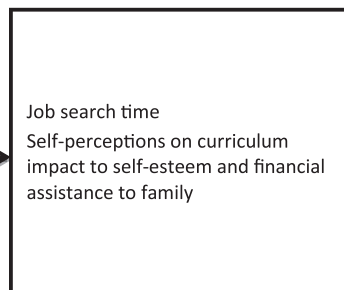 Job search time
Self-perceptions on curriculum
impact to self-esteem and financial
assistance to family